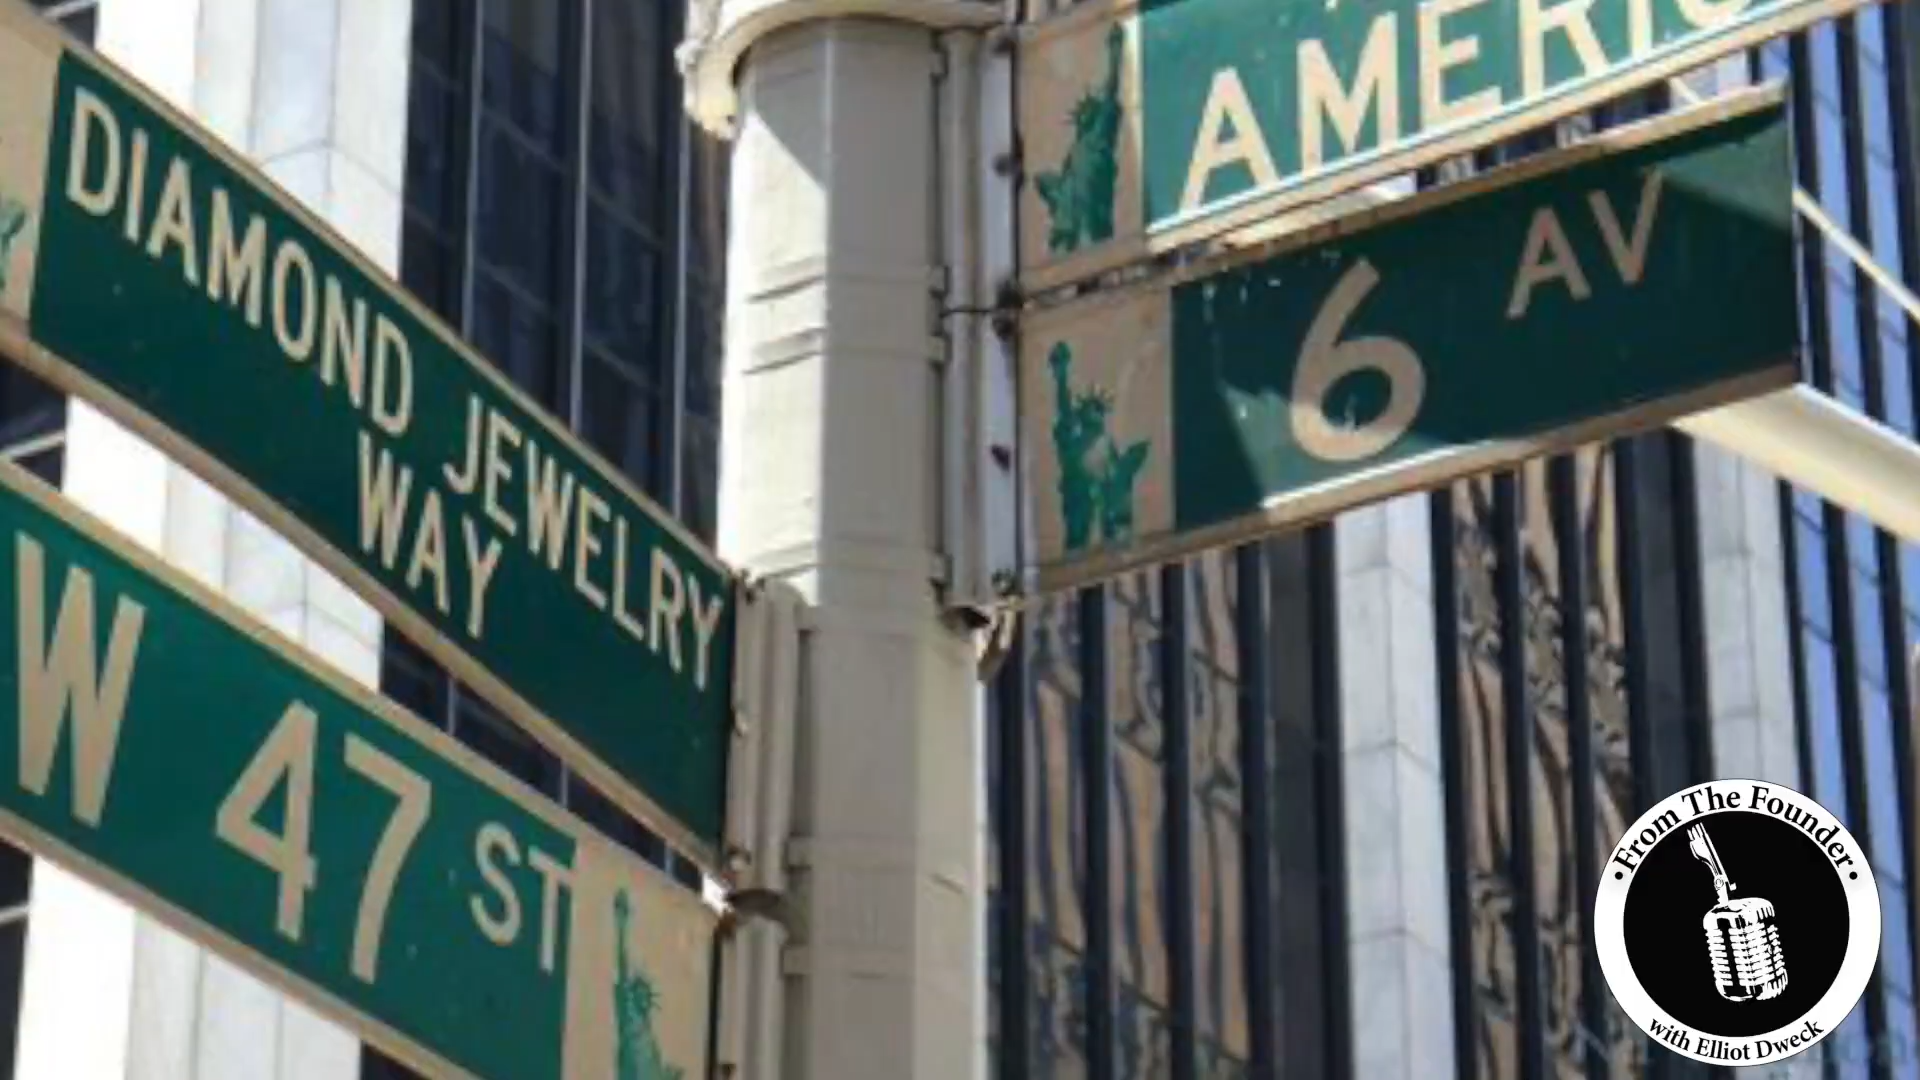 DIAMOND JEWELRY
WAY
W 47 ST
AMERIC
6 AV
• From The Founder •
with Elliot Dweck